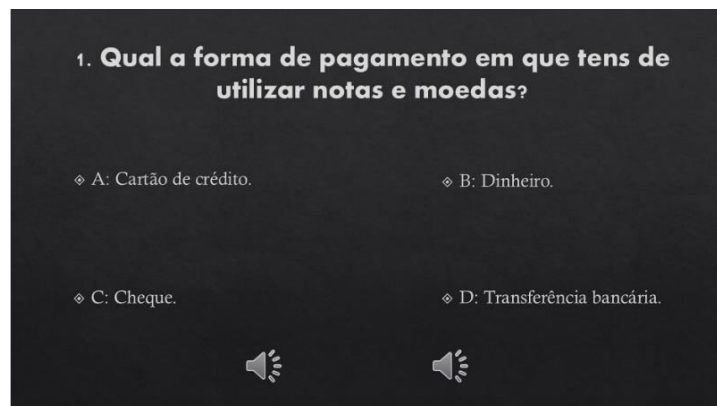 1. Qual a forma de pagamento em que tens de
utilizar notas e moedas?
A: Cartão de crédito.
B: Dinheiro.
C: Cheque.
D: Transferência bancária.